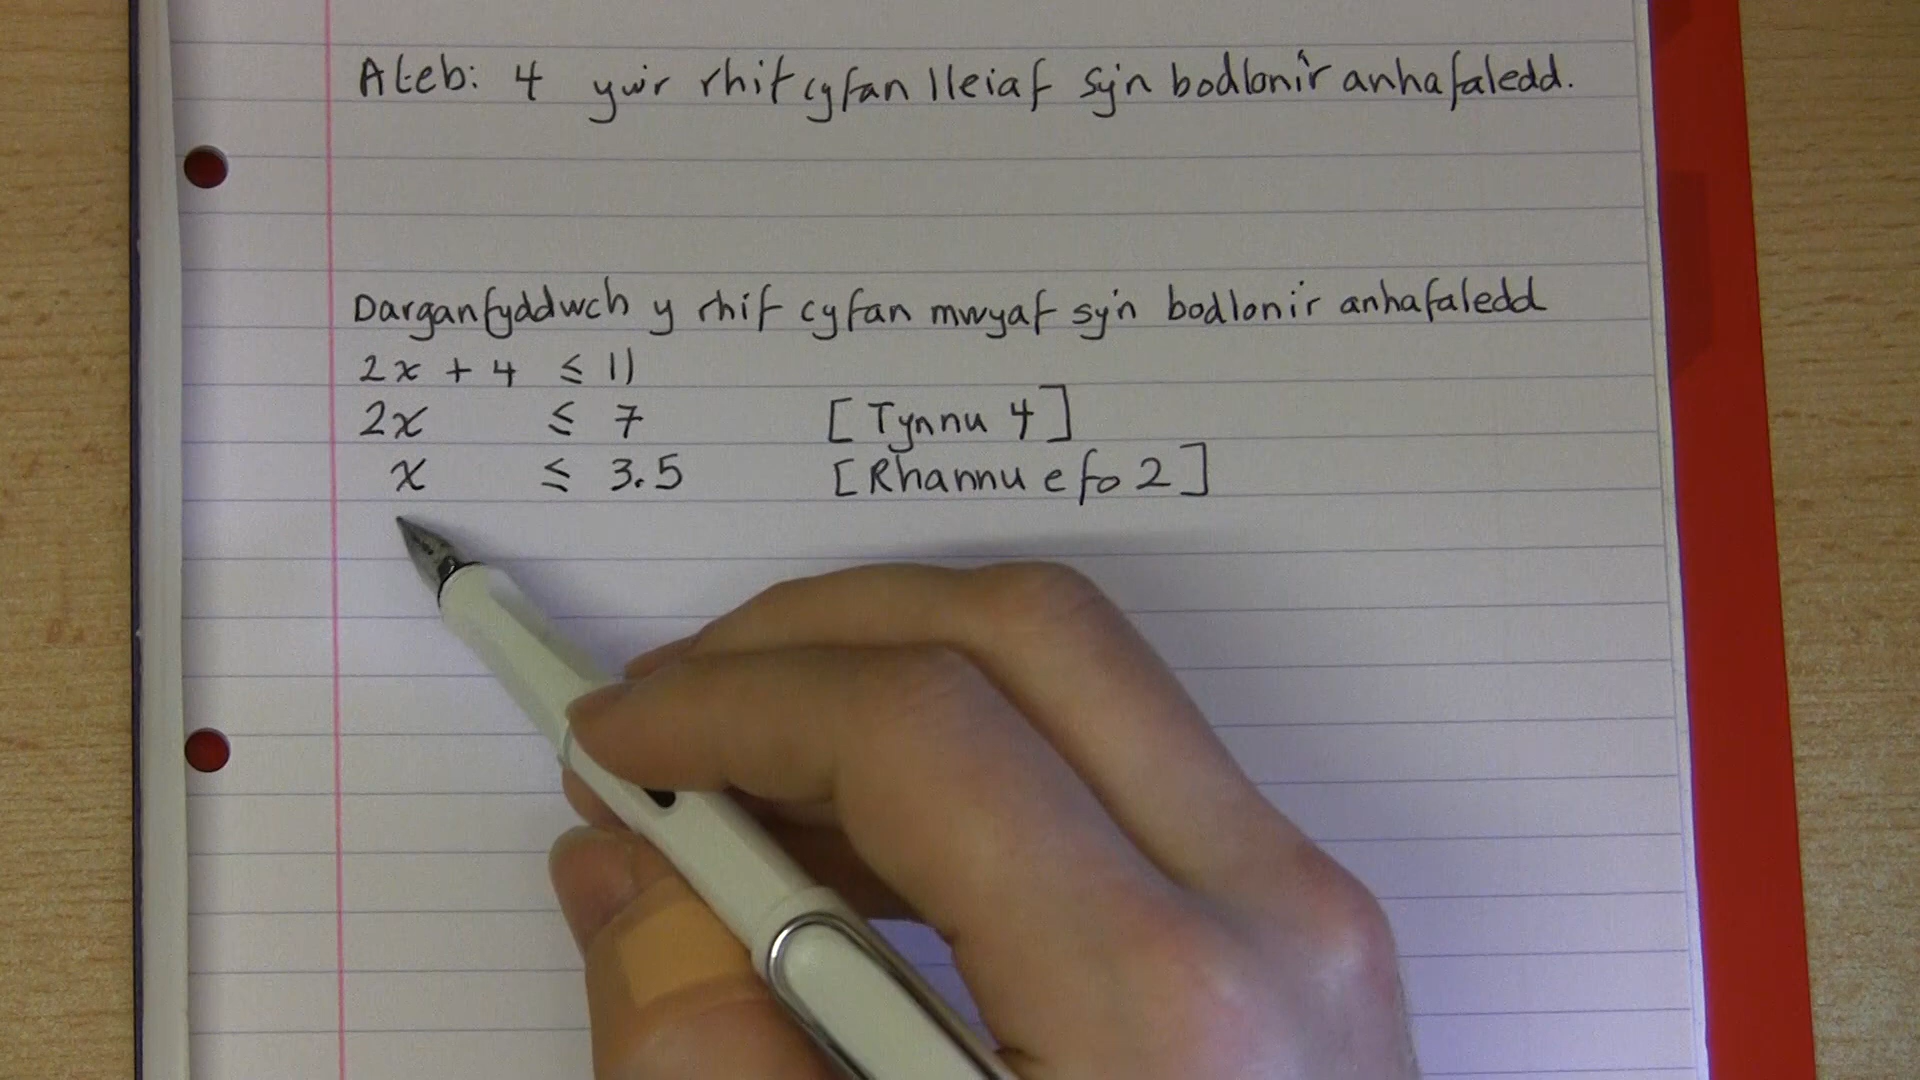 Ateb: 4 yw'r rhif cyfan lleiaf sy'n bodloni'r anhafaledd.
Darganfyddwch y rhif cyfan mwyaf sy'n bodloni'r anhafaledd
2x + 4 ≤ 11
2x ≤ 7 [Tynnu 4]
x ≤ 3.5 [Rhannu efo 2]